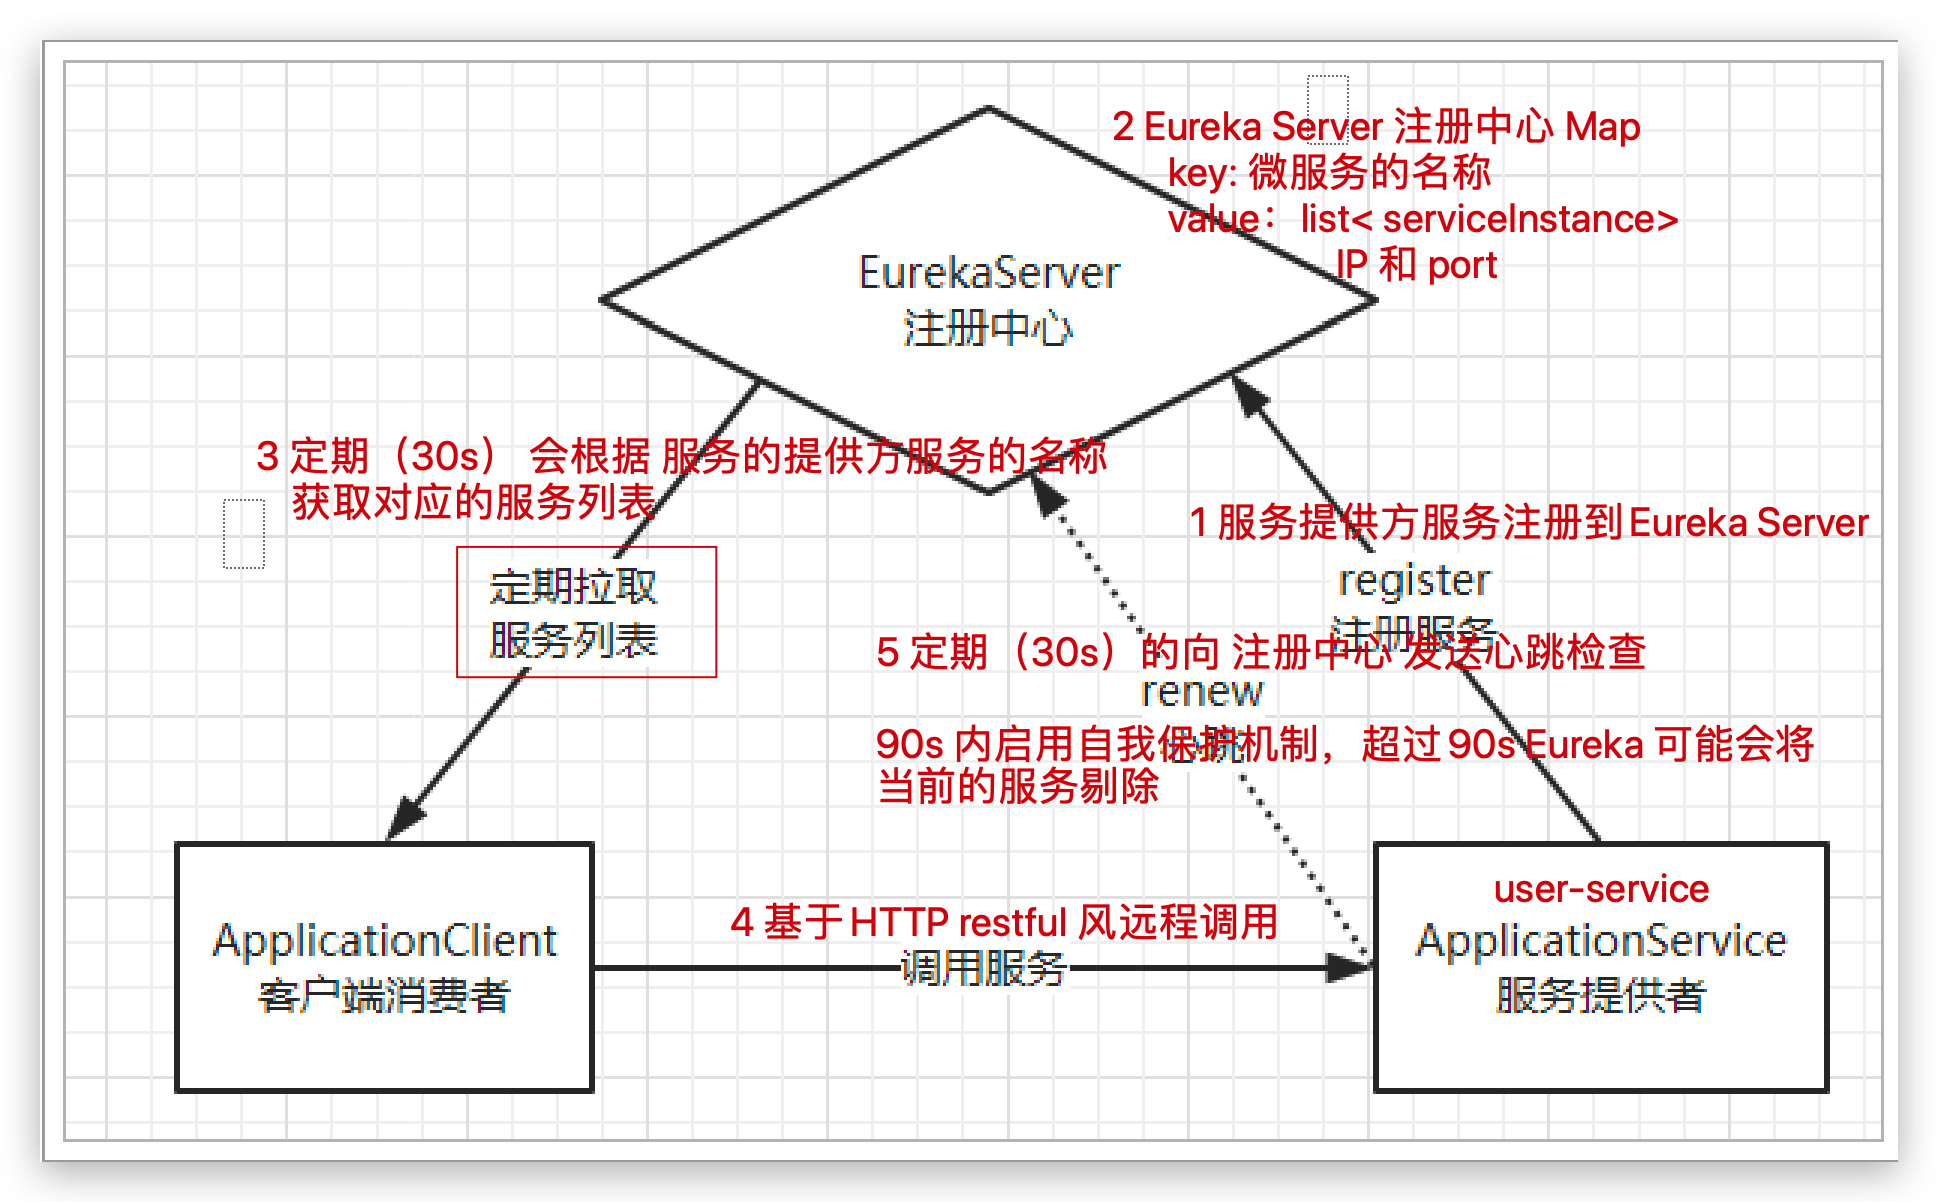 2 Eureka Server 注册中心 Map
key: 微服务的名称
value：list< serviceInstance>
IP 和 port
EurekaServer
注册中心
3 定期（30s） 会根据 服务的提供方服务的名称
获取对应的服务列表
定期拉取
服务列表
1 服务提供方服务注册到Eureka Server
register
注册服务
5 定期（30s）的向 注册中心 发送心跳检查
renew
90s 内启用自我保护机制，超过90s Eureka 可能会将
当前的服务剔除
4 基于HTTP restful 风远程调用
调用服务
ApplicationClient
客户端消费者
user-service
ApplicationService
服务提供者